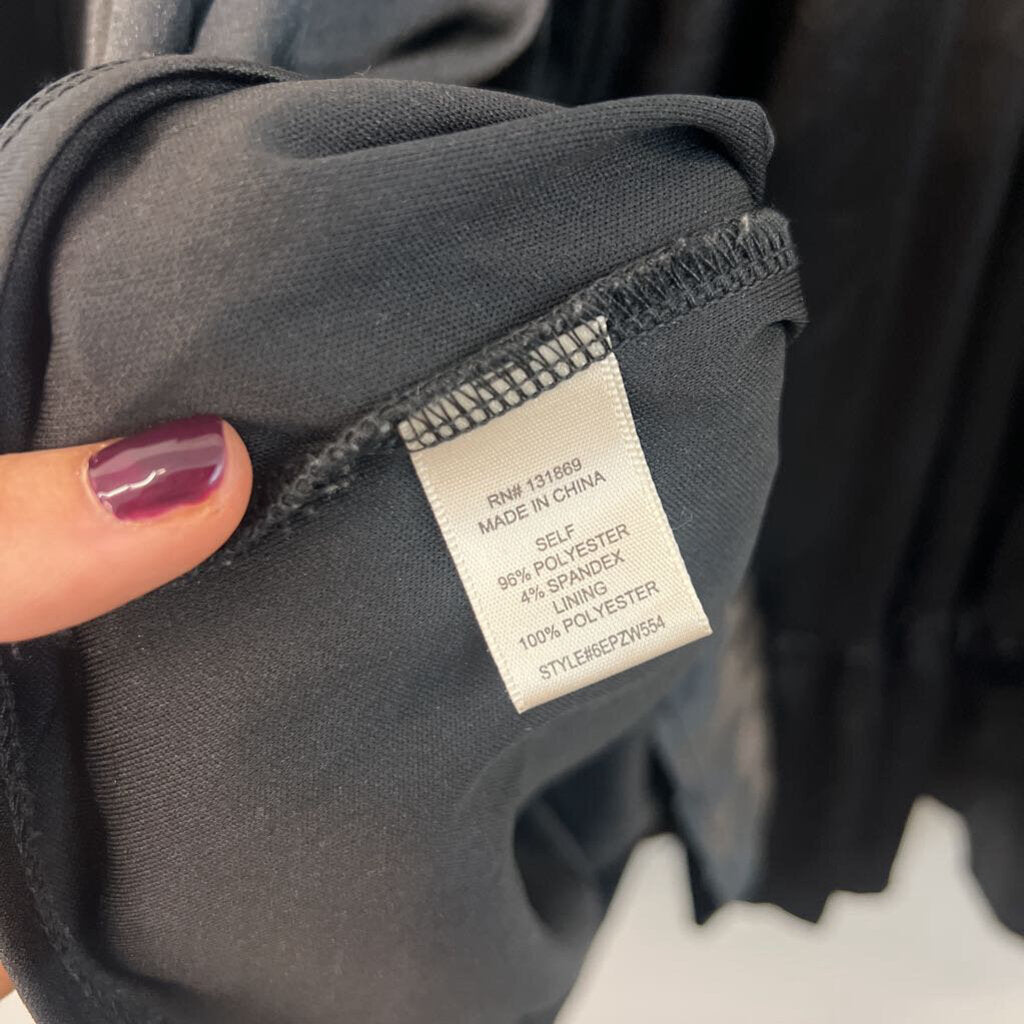 RN# 131869
MADE IN CHINA
SELF
96% POLYESTER
4% SPANDEX
LINING
100% POLYESTER
STYLE#6EPZW554